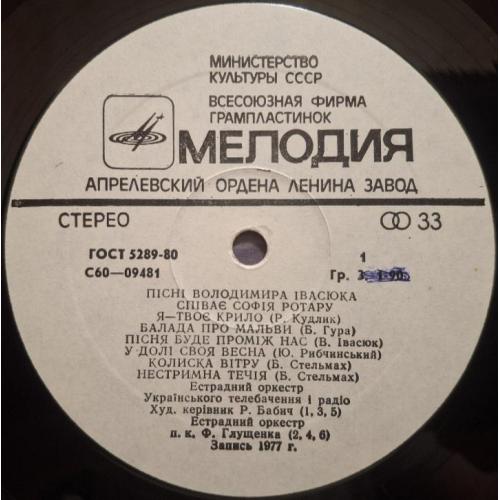 МИНИСТЕРСТВО
КУЛЬТУРЫ СССР
ВСЕСОЮЗНАЯ ФИРМА
ГРАМПЛАСТИНОК
МЕЛОДИЯ
АПРЕЛЕВСКИЙ ОРДЕНА ЛЕНИНА ЗАВОД
СТЕРЕО 33
ГОСТ 5289-80 1
С60—09481 Гр. 3. 1-90
ПІСНІ ВОЛОДИМИРА ІВАСЮКА
СПІВАЄ СОФІЯ РОТАРУ
Я—ТВОЄ КРИЛО (Р. Кудлик)
БАЛАДА ПРО МАЛЬВИ (Б. Гура)
ПІСНЯ БУДЕ ПРОМІЖ НАС (В. Івасюк)
У ДОЛІ СВОЯ ВЕСНА (Ю. Рибчинський)
КОЛИСКА ВІТРУ (Б. Стельмах)
НЕСТРИМНА ТЕЧІЯ (Б. Стельмах)
Естрадний оркестр
Українського телебачення і радіо
Худ. керівник Р. Бабич (1, 3, 5)
Естрадний оркестр
п. к. Ф. Глущенка (2, 4, 6)
Запись 1977 г.